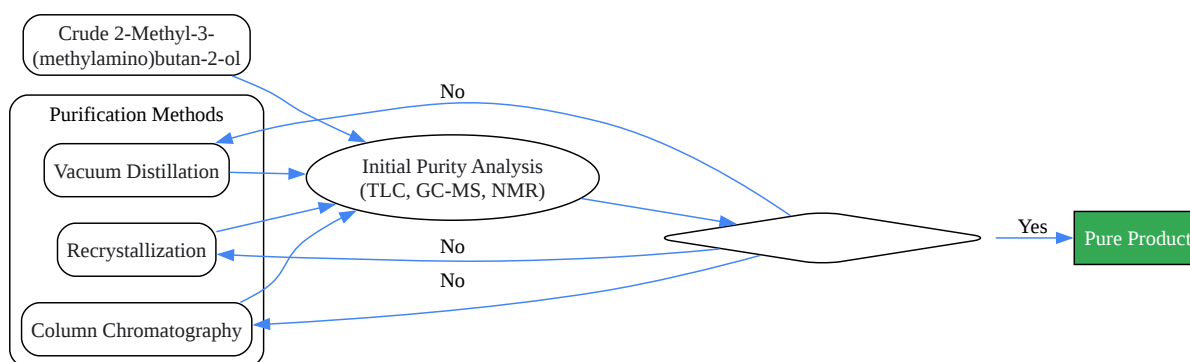 Crude 2-Methyl-3-
(methylamino)butan-2-ol
No
Purification Methods
Vacuum Distillation
Initial Purity Analysis
(TLC, GC-MS, NMR)
Recrystallization
No
Yes
Pure Product
No
Column Chromatography